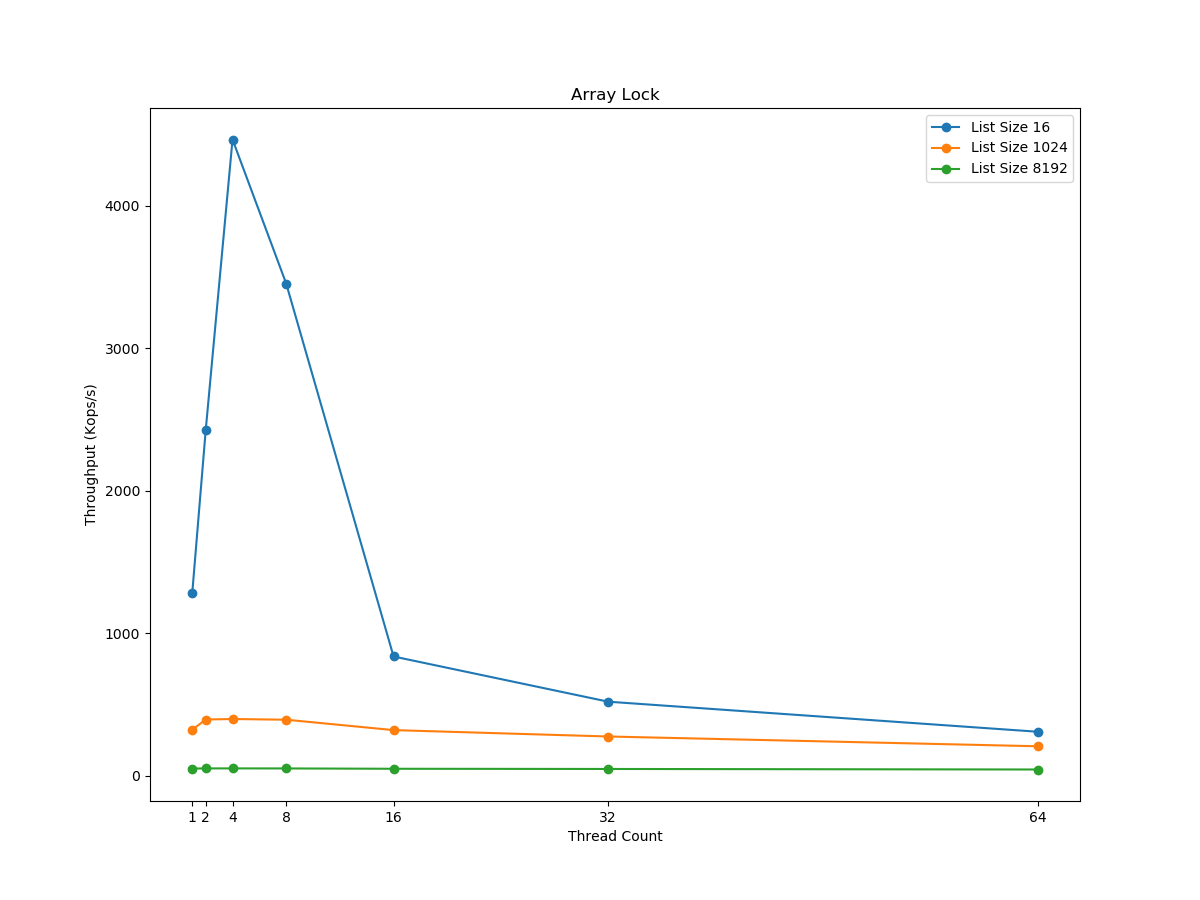 Array Lock
List Size 16
List Size 1024
List Size 8192
4000
3000
2000
1000
0
Throughput (Kops/s)
1 2 4 8 16 32 64
Thread Count